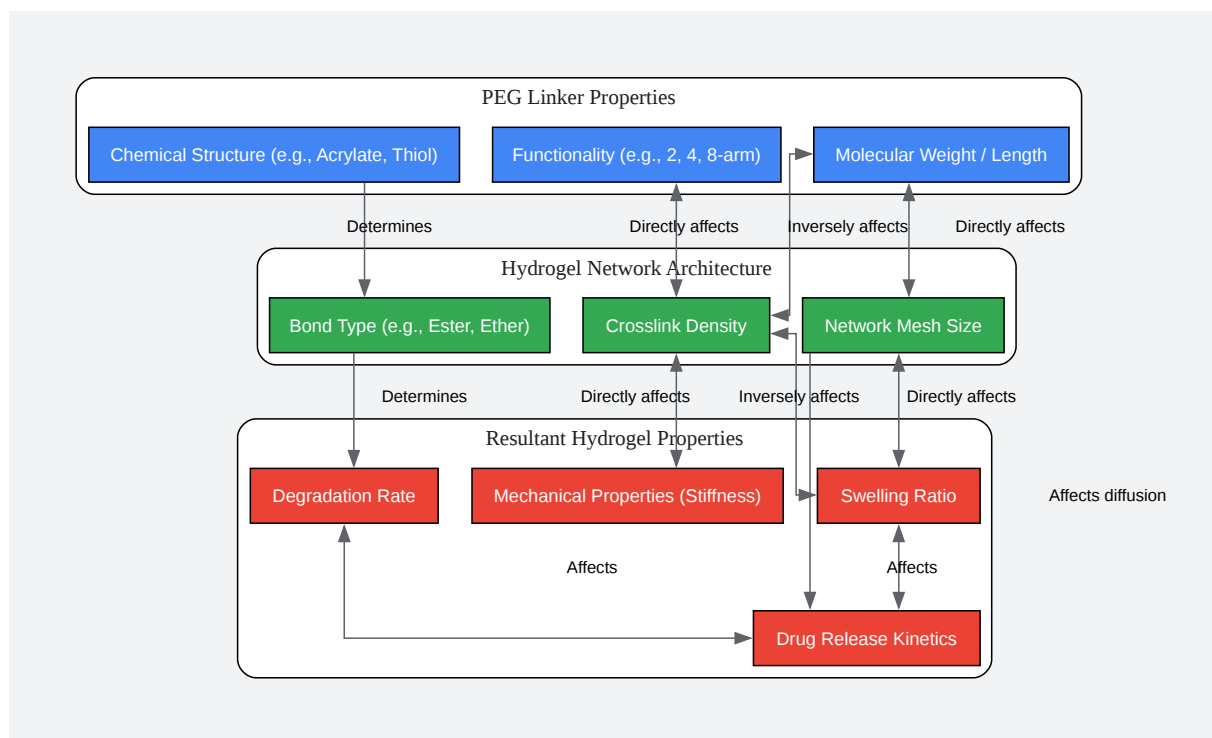 PEG Linker Properties
Chemical Structure (e.g., Acrylate, Thiol)
Functionality (e.g., 2, 4, 8-arm)
Molecular Weight / Length
Determines
Directly affects
Inversely affects
Directly affects
Hydrogel Network Architecture
Bond Type (e.g., Ester, Ether)
Crosslink Density
Network Mesh Size
Determines
Directly affects
Inversely affects
Directly affects
Resultant Hydrogel Properties
Degradation Rate
Mechanical Properties (Stiffness)
Swelling Ratio
Affects diffusion
Affects
Affects
Drug Release Kinetics